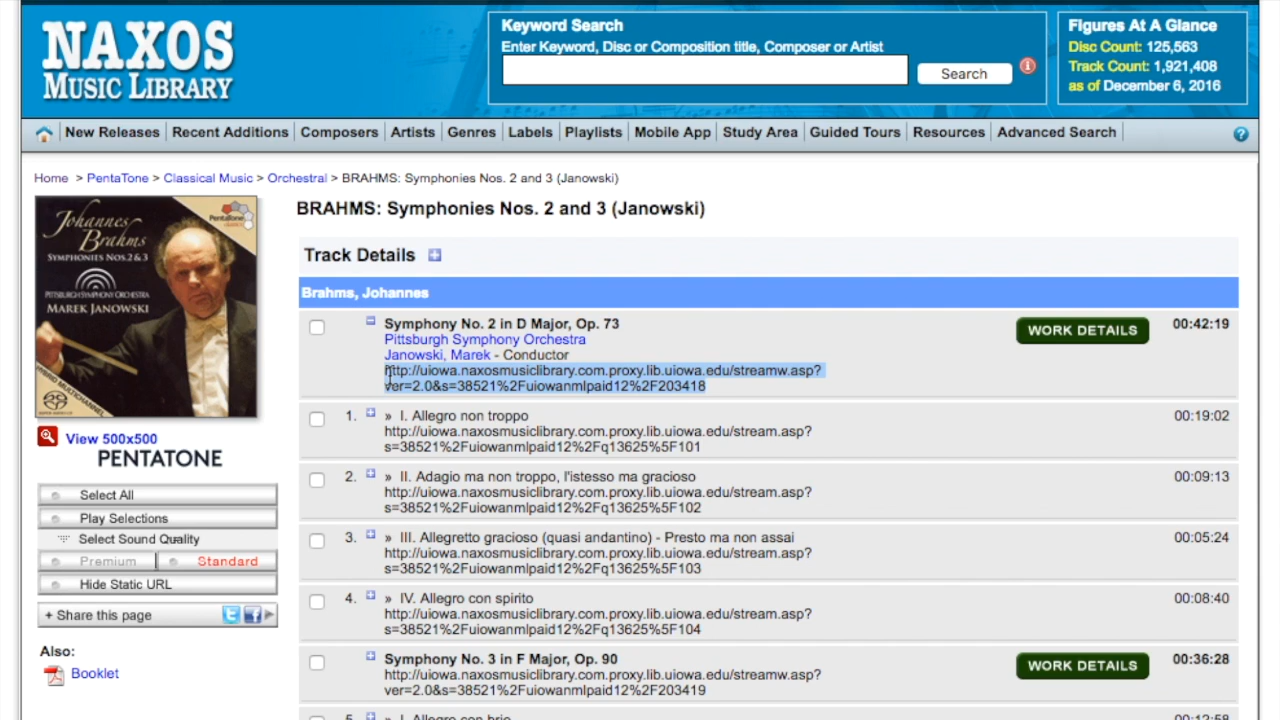 NAXOS
MUSIC LIBRARY
Keyword Search
Enter Keyword, Disc or Composition title, Composer or Artist
Search
Figures At A Glance
Disc Count: 125,563
Track Count: 1,921,408
as of December 6, 2016
New Releases Recent Additions Composers Artists Genres Labels Playlists Mobile App Study Area Guided Tours Resources Advanced Search
Home > PentaTone > Classical Music > Orchestral > BRAHMS: Symphonies Nos. 2 and 3 (Janowski)
Johannes
Brahms
SYMPHONIES NOS.2&3
PITTSBURGH SYMPHONY ORCHESTRA
MAREK JANOWSKI
PentaTone
classics
HYBRID MULTICHANNEL
View 500x500
PENTATONE
Select All
Play Selections
Select Sound Quality
Premium Standard
Hide Static URL
+ Share this page
Also:
Booklet
BRAHMS: Symphonies Nos. 2 and 3 (Janowski)
Track Details
Brahms, Johannes
Symphony No. 2 in D Major, Op. 73 WORK DETAILS 00:42:19
Pittsburgh Symphony Orchestra
Janowski, Marek - Conductor
http://uiowa.naxosmusiclibrary.com.proxy.lib.uiowa.edu/streamw.asp?
ver=2.0&s=38521%2Fuiowanmlpaid12%2F203418
1. » I. Allegro non troppo 00:19:02
http://uiowa.naxosmusiclibrary.com.proxy.lib.uiowa.edu/stream.asp?
s=38521%2Fuiowanmlpaid12%2Fq13625%5F101
2. » II. Adagio ma non troppo, l'istesso ma gracioso 00:09:13
http://uiowa.naxosmusiclibrary.com.proxy.lib.uiowa.edu/stream.asp?
s=38521%2Fuiowanmlpaid12%2Fq13625%5F102
3. » III. Allegretto gracioso (quasi andantino) - Presto ma non assai 00:05:24
http://uiowa.naxosmusiclibrary.com.proxy.lib.uiowa.edu/stream.asp?
s=38521%2Fuiowanmlpaid12%2Fq13625%5F103
4. » IV. Allegro con spirito 00:08:40
http://uiowa.naxosmusiclibrary.com.proxy.lib.uiowa.edu/stream.asp?
s=38521%2Fuiowanmlpaid12%2Fq13625%5F104
Symphony No. 3 in F Major, Op. 90 WORK DETAILS 00:36:28
http://uiowa.naxosmusiclibrary.com.proxy.lib.uiowa.edu/streamw.asp?
ver=2.0&s=38521%2Fuiowanmlpaid12%2F203419
5. » I. Allegro con brio 00:12:58